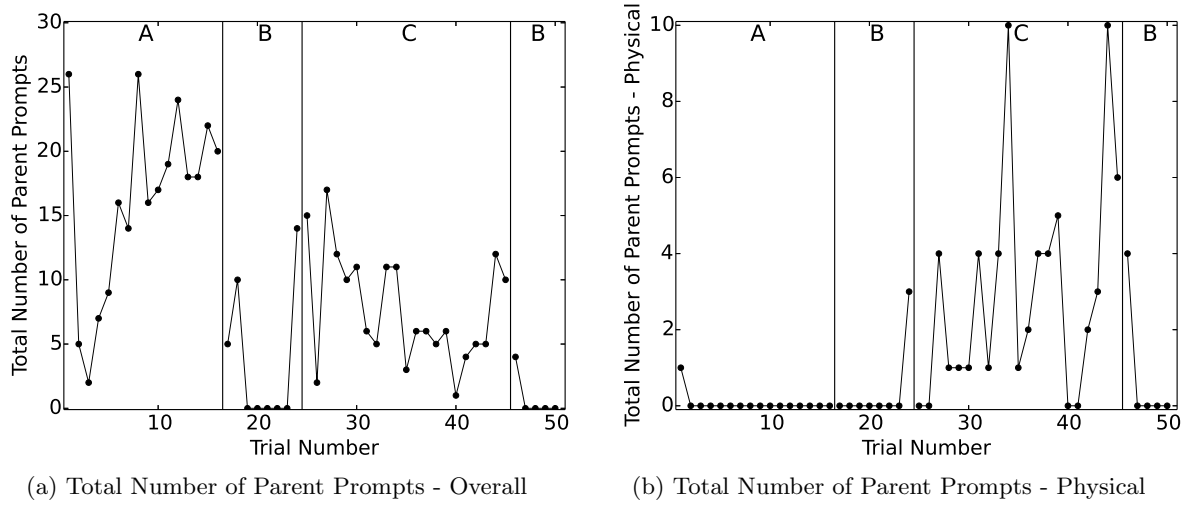 A B C B
30
25
20
15
10
5
0
10 20 30 40 50
Total Number of Parent Prompts
Trial Number
(a) Total Number of Parent Prompts - Overall
A B C B
10
8
6
4
2
0
10 20 30 40 50
Total Number of Parent Prompts - Physical
Trial Number
(b) Total Number of Parent Prompts - Physical